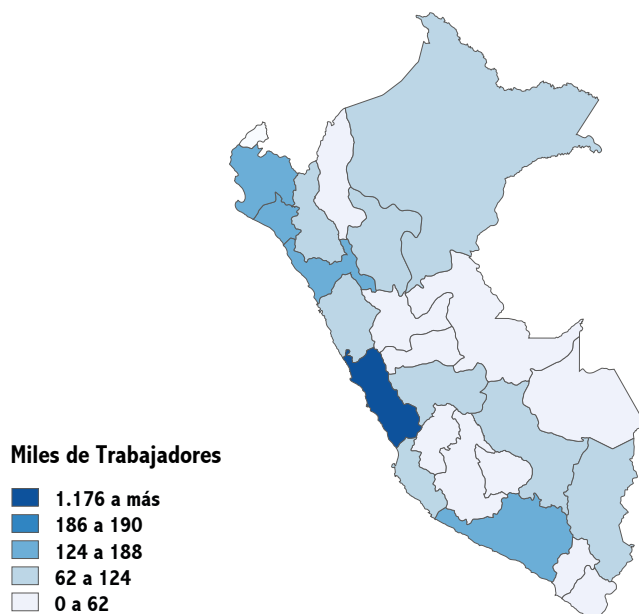 Miles de Trabajadores
1.176 a más
186 a 190
124 a 188
62 a 124
0 a 62